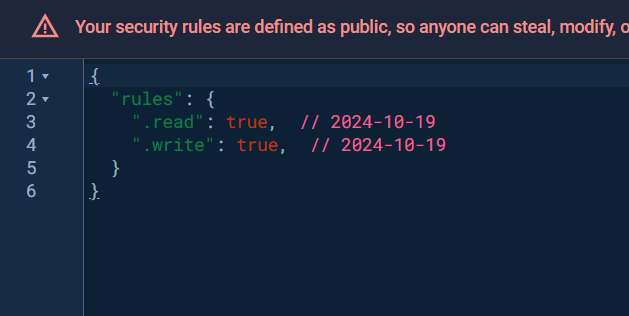 Your security rules are defined as public, so anyone can steal, modify, o
1 {
2 "rules": {
3 ".read": true, // 2024-10-19
4 ".write": true, // 2024-10-19
5 }
6 }